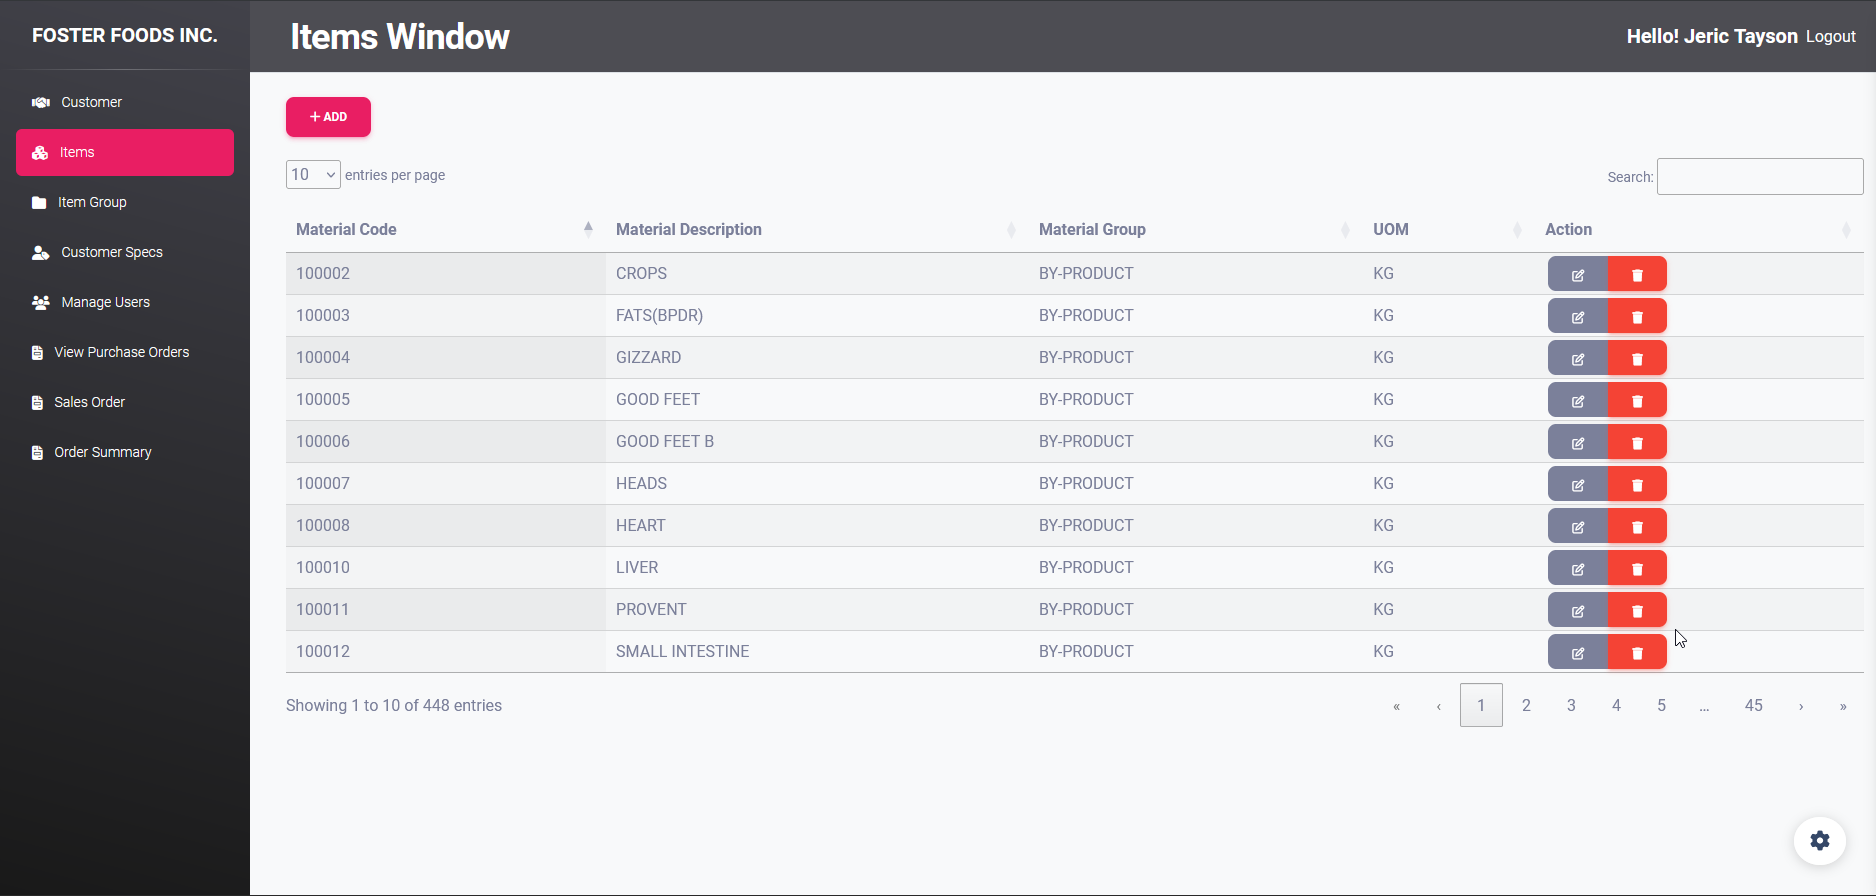 FOSTER FOODS INC.
Items Window
Hello! Jeric Tayson Logout
Customer
Items
Item Group
Customer Specs
Manage Users
View Purchase Orders
Sales Order
Order Summary
+ ADD
10 entries per page
Search:
Material Code Material Description Material Group UOM Action
100002 CROPS BY-PRODUCT KG
100003 FATS(BPDR) BY-PRODUCT KG
100004 GIZZARD BY-PRODUCT KG
100005 GOOD FEET BY-PRODUCT KG
100006 GOOD FEET B BY-PRODUCT KG
100007 HEADS BY-PRODUCT KG
100008 HEART BY-PRODUCT KG
100010 LIVER BY-PRODUCT KG
100011 PROVENT BY-PRODUCT KG
100012 SMALL INTESTINE BY-PRODUCT KG
Showing 1 to 10 of 448 entries
« ‹ 1 2 3 4 5 … 45 › »